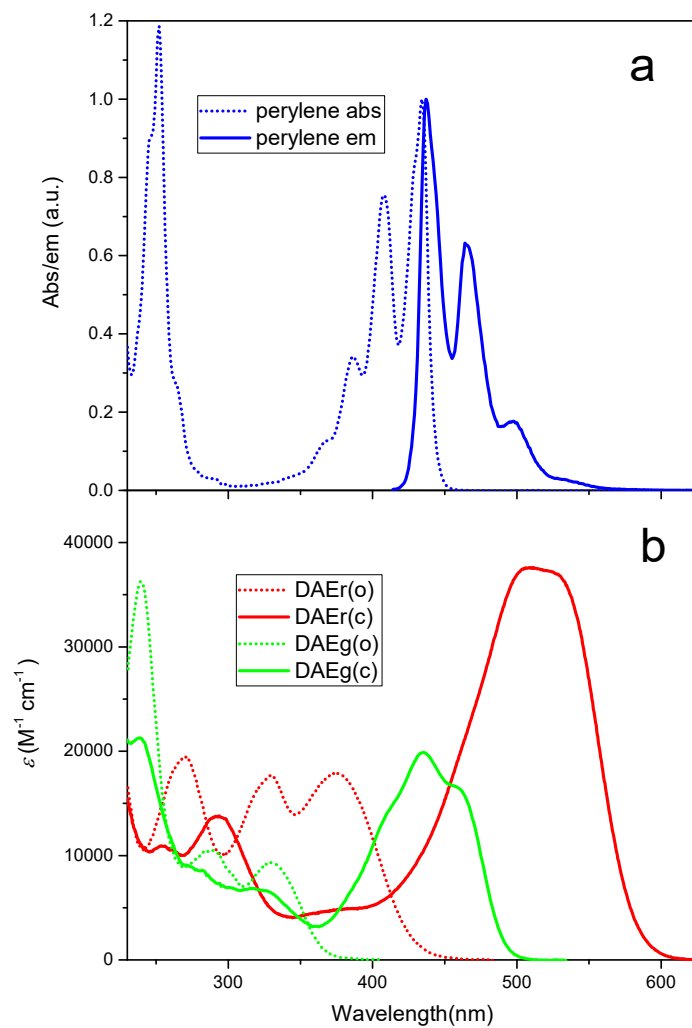 1.2
a
1.0
perylene abs
perylene em
0.8
Abs/em (a.u.)
0.6
0.4
0.2
0.0
b
40000
DAEr(o)
DAEr(c)
DAEg(o)
DAEg(c)
30000
ε (M-1 cm-1)
20000
10000
0
300 400 500 600
Wavelength(nm)